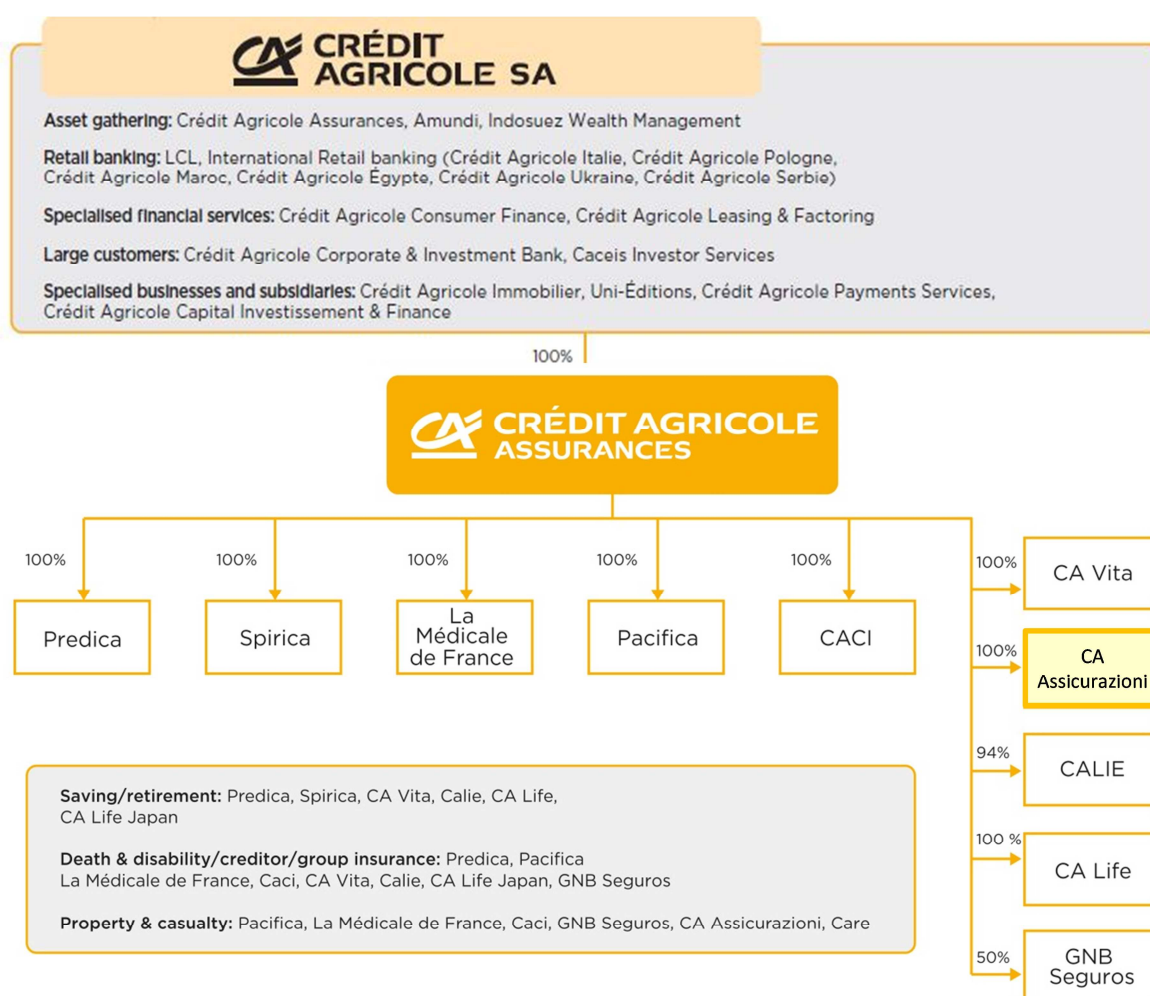 CRÉDIT
AGRICOLE SA
Asset gathering: Crédit Agricole Assurances, Amundi, Indosuez Wealth Management
Retail banking: LCL, International Retail banking (Crédit Agricole Italie, Crédit Agricole Pologne,
Crédit Agricole Maroc, Crédit Agricole Égypte, Crédit Agricole Ukraine, Crédit Agricole Serbie)
Specialised financial services: Crédit Agricole Consumer Finance, Crédit Agricole Leasing & Factoring
Large customers: Crédit Agricole Corporate & Investment Bank, Caceis Investor Services
Specialised businesses and subsidiaries: Crédit Agricole Immobilier, Uni-Éditions, Crédit Agricole Payments Services,
Crédit Agricole Capital Investissement & Finance
100%
CRÉDIT AGRICOLE
ASSURANCES
100%
100%
100%
100%
100%
Predica
Spirica
La
Médicale
de France
Pacifica
CACI
100%
CA Vita
100%
CA
Assicurazioni
94%
CALIE
100 %
CA Life
50%
GNB
Seguros
Saving/retirement: Predica, Spirica, CA Vita, Calie, CA Life,
CA Life Japan
Death & disability/creditor/group insurance: Predica, Pacifica
La Médicale de France, Caci, CA Vita, Calie, CA Life Japan, GNB Seguros
Property & casualty: Pacifica, La Médicale de France, Caci, GNB Seguros, CA Assicurazioni, Care